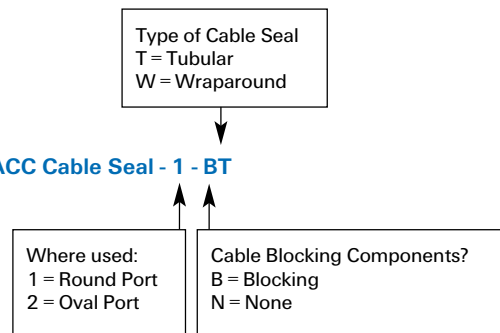 Type of Cable Seal
T = Tubular
W = Wraparound
ACC Cable Seal - 1 - BT
Where used:
1 = Round Port
2 = Oval Port
Cable Blocking Components?
B = Blocking
N = None